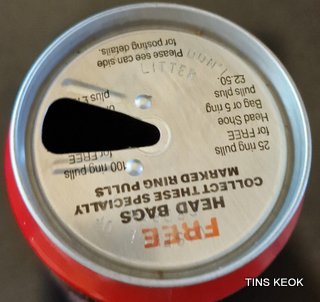 FREE
HEAD BAGS
COLLECT THESE SPECIALLY
MARKED RING PULLS
25 ring pulls
for FREE
Head Shoe
Bag or 5 ring
pulls plus
£2.50
100 ring pulls
for FREE
plus
Please see can side
for posting details.
DON'T
LITTER
TINS KEOK